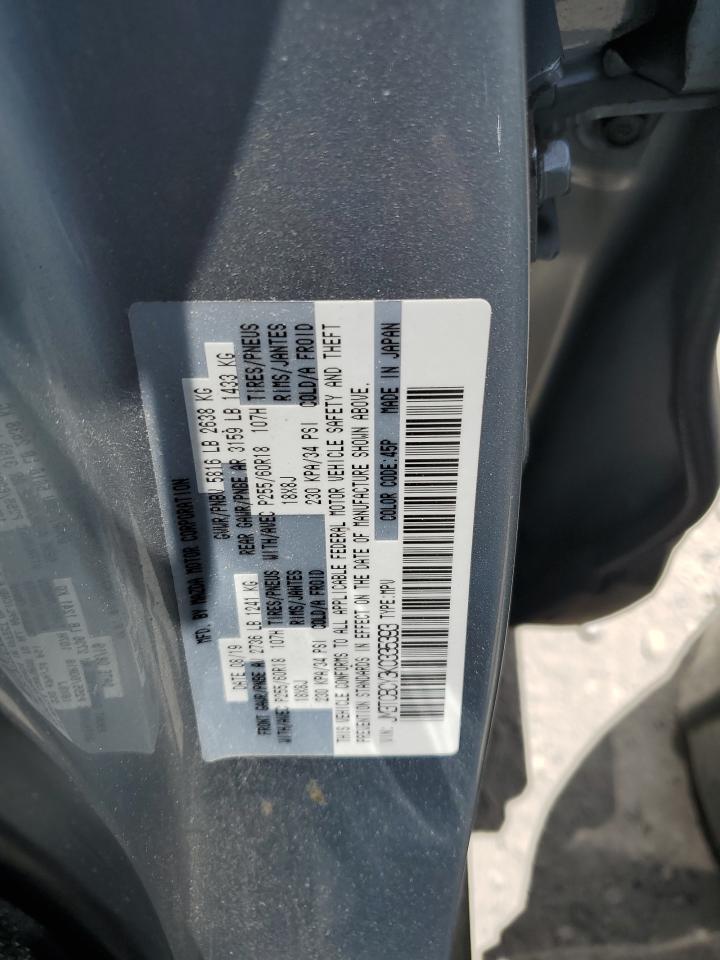 MFD. BY MAZDA MOTOR CORPORATION
DATE 08/19 GVWR/PNBV 5816 LB 2638 KG
FRONT GAWR/PNBE A 2736 LB 1241 KG REAR GAWR/PNBE AR 3159 LB 1433 KG
WITH/AVEC P255/60R18 107H TIRES/PNEUS WITH/AVEC P255/60R18 107H TIRES/PNEUS
18X8J RIMS/JANTES 18X8J RIMS/JANTES
230 KPA/34 PSI COLD/A FROID 230 KPA/34 PSI COLD/A FROID
THIS VEHICLE CONFORMS TO ALL APPLICABLE FEDERAL MOTOR VEHICLE SAFETY AND THEFT
PREVENTION STANDARDS IN EFFECT ON THE DATE OF MANUFACTURE SHOWN ABOVE.
VIN: JM3TCBCY3K0335393 TYPE:MPV COLOR CODE:45P MADE IN JAPAN